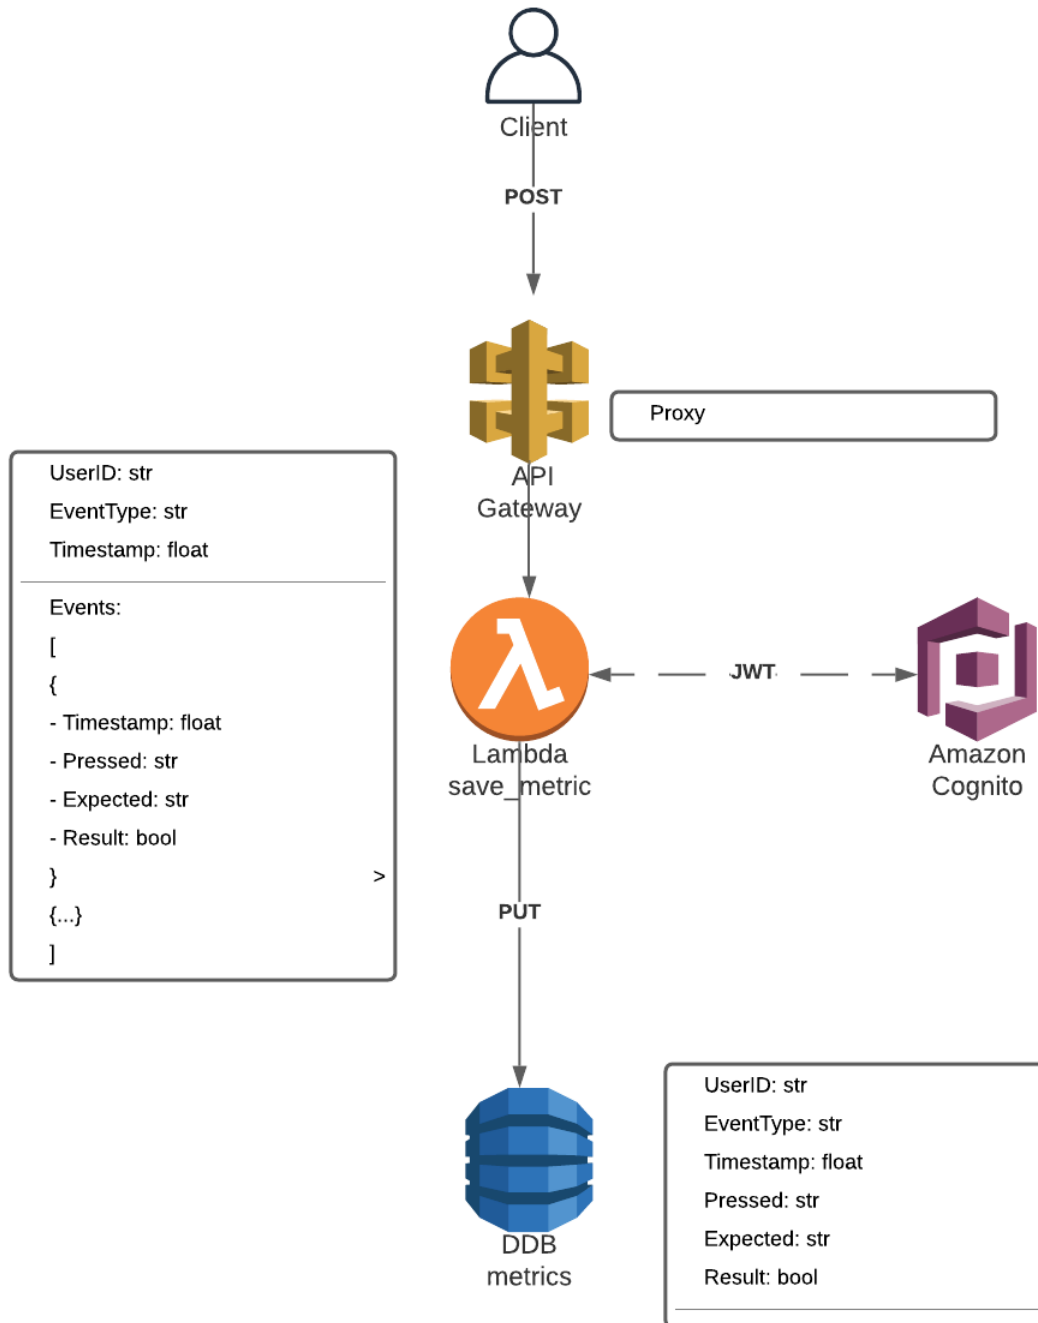 Client
POST
Proxy
API
Gateway
UserID: str
EventType: str
Timestamp: float
Events:
[
{
- Timestamp: float
- Pressed: str
- Expected: str
- Result: bool
} >
{...}
]
JWT
Lambda
save_metric
Amazon
Cognito
PUT
DDB
metrics
UserID: str
EventType: str
Timestamp: float
Pressed: str
Expected: str
Result: bool